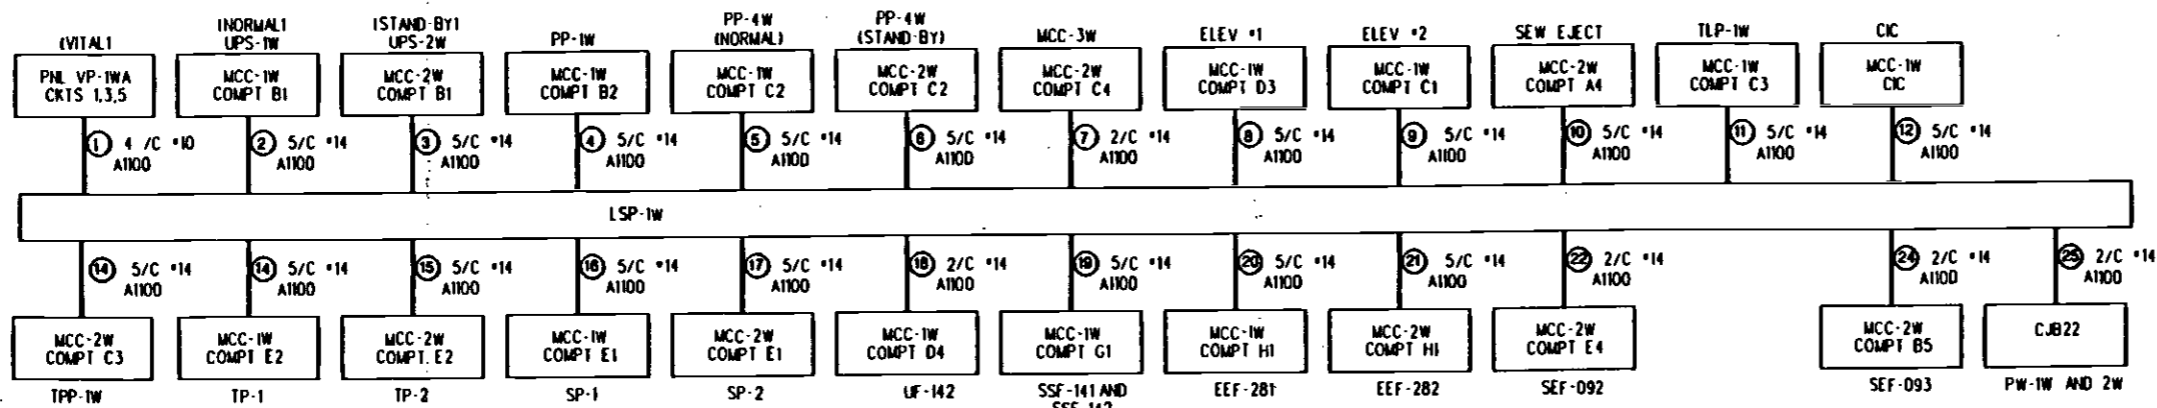 (VITAL)
PNL VP-1WA
CKTS 1,3,5
1 4 /C #10
A1100
(NORMAL)
UPS-1W
MCC-1W
COMPT B1
2 5/C #14
A1100
(STAND-BY)
UPS-2W
MCC-2W
COMPT B1
3 5/C #14
A1100
PP-1W
MCC-1W
COMPT B2
4 5/C #14
A1100
PP-4W
(NORMAL)
MCC-1W
COMPT C2
5 5/C #14
A1100
PP-4W
(STAND-BY)
MCC-2W
COMPT C2
6 5/C #14
A1100
MCC-3W
MCC-2W
COMPT C4
7 2/C #14
A1100
ELEV #1
MCC-1W
COMPT D3
8 5/C #14
A1100
ELEV #2
MCC-1W
COMPT C1
9 5/C #14
A1100
SEW EJECT
MCC-2W
COMPT A4
10 5/C #14
A1100
TLP-1W
MCC-1W
COMPT C3
11 5/C #14
A1100
CIC
MCC-1W
CIC
12 5/C #14
A1100
LSP-1W
14 5/C #14
A1100
MCC-2W
COMPT C3
TPP-1W
14 5/C #14
A1100
MCC-1W
COMPT E2
TP-1
15 5/C #14
A1100
MCC-2W
COMPT. E2
TP-2
16 5/C #14
A1100
MCC-1W
COMPT E1
SP-1
17 5/C #14
A1100
MCC-2W
COMPT E1
SP-2
18 2/C #14
A1100
MCC-1W
COMPT D4
UF-142
19 5/C #14
A1100
MCC-1W
COMPT G1
SSF-141 AND
SSF-142
20 5/C #14
A1100
MCC-1W
COMPT H1
EEF-281
21 5/C #14
A1100
MCC-2W
COMPT H1
EEF-282
22 2/C #14
A1100
MCC-2W
COMPT E4
SEF-092
24 2/C #14
A1100
MCC-2W
COMPT B5
SEF-093
25 2/C #14
A1100
CJB22
PW-1W AND 2W